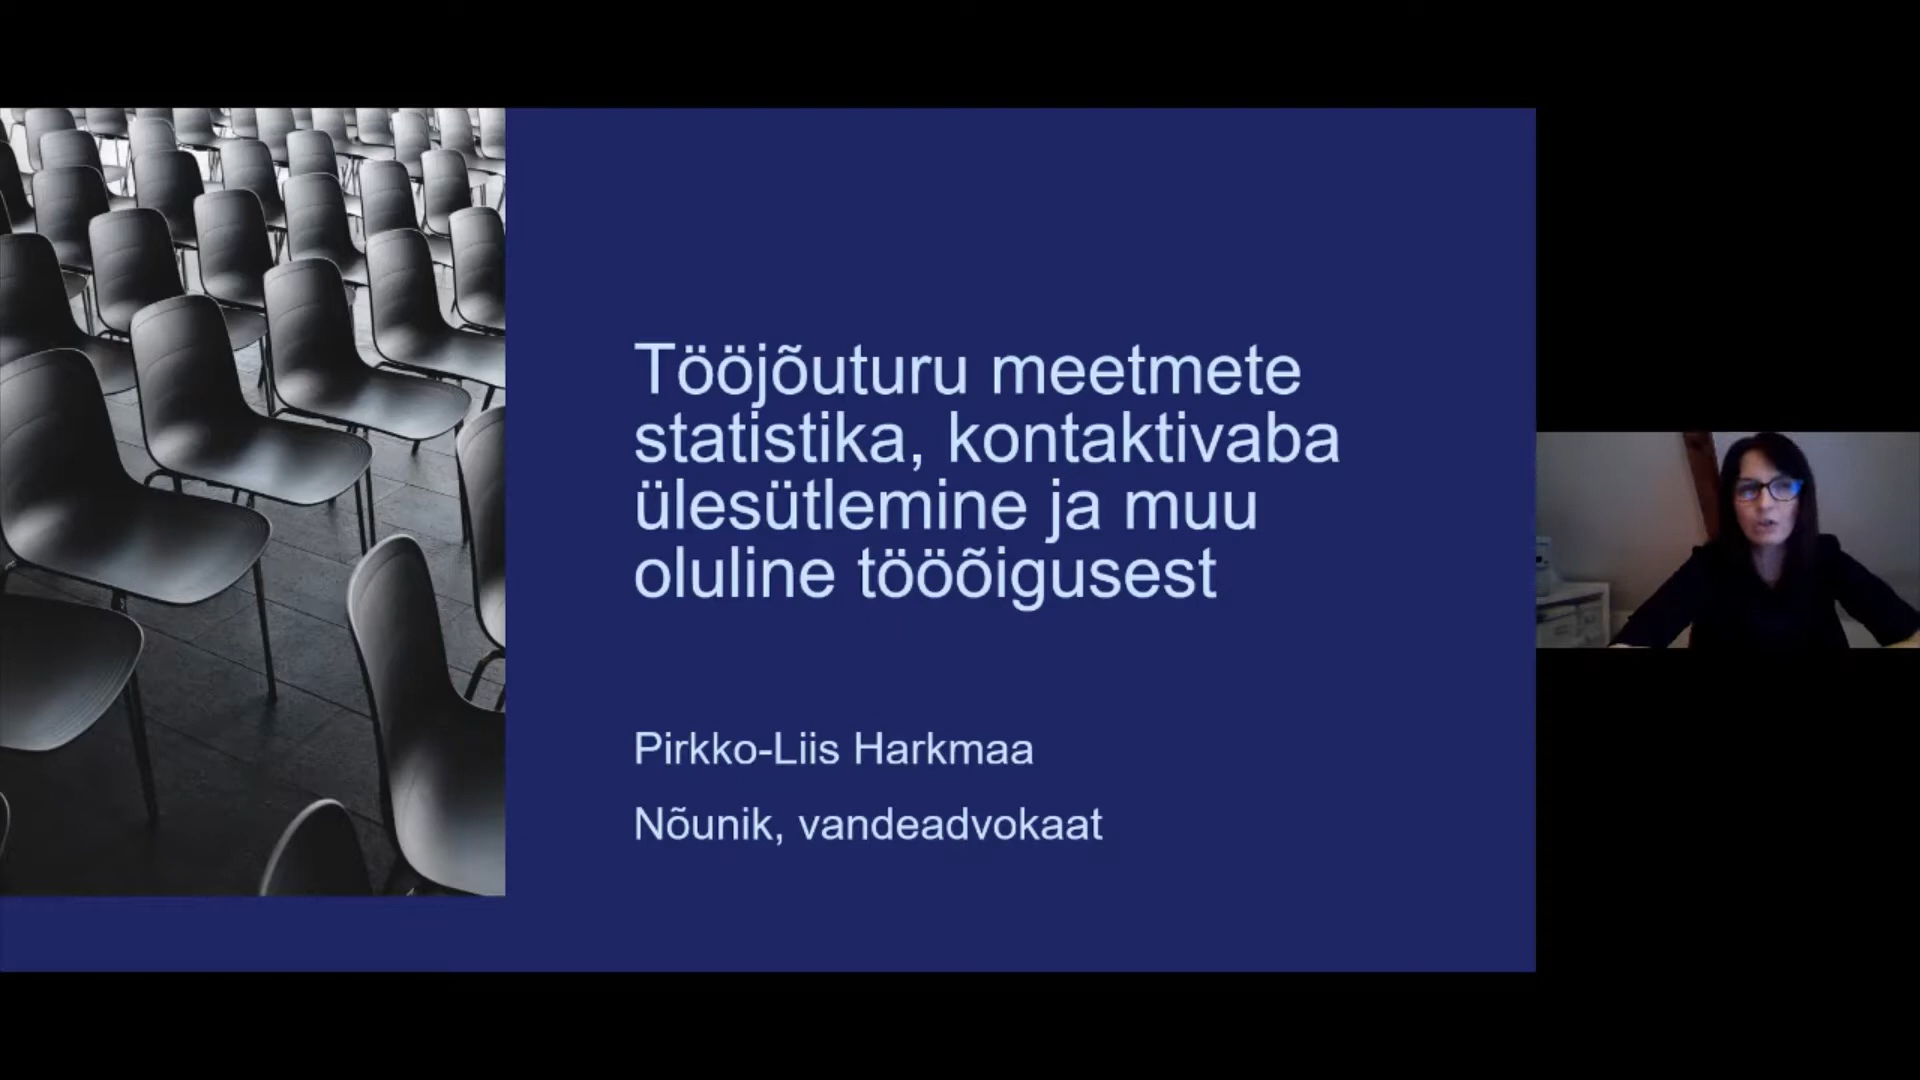 Tööjõuturu meetmete
statistika, kontaktivaba
ülesütlemine ja muu
oluline tööõigusest
Pirkko-Liis Harkmaa
Nõunik, vandeadvokaat